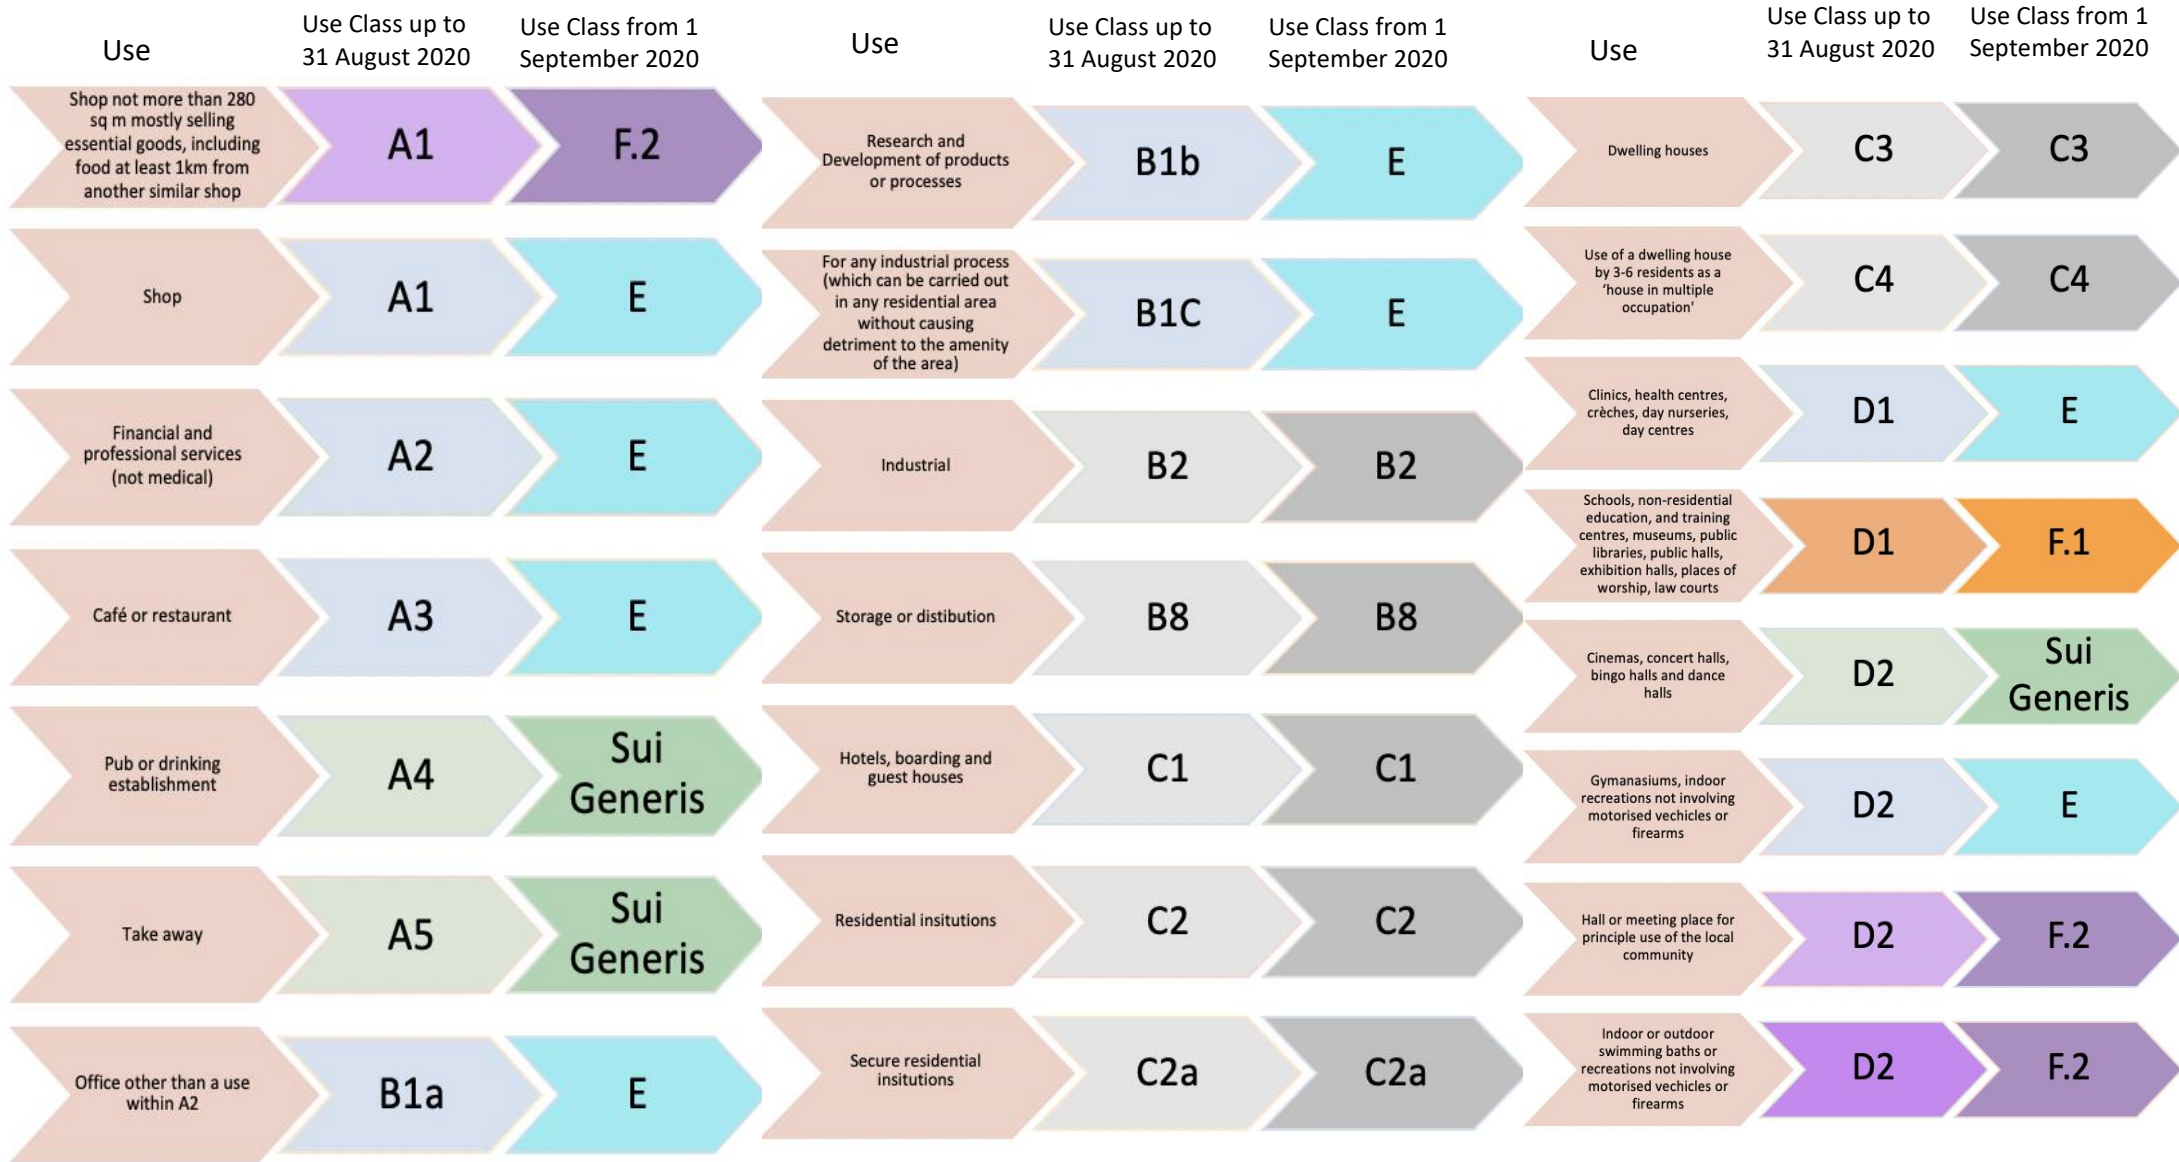 Use
Use Class up to
31 August 2020
Use Class from 1
September 2020
Shop not more than 280
sq m mostly selling
essential goods, including
food at least 1km from
another similar shop
A1
F.2
Shop
A1
E
Financial and
professional services
(not medical)
A2
E
Café or restaurant
A3
E
Pub or drinking
establishment
A4
Sui
Generis
Take away
A5
Sui
Generis
Office other than a use
within A2
B1a
E
Use
Use Class up to
31 August 2020
Use Class from 1
September 2020
Research and
Development of products
or processes
B1b
E
For any industrial process
(which can be carried out
in any residential area
without causing
detriment to the amenity
of the area)
B1C
E
Industrial
B2
B2
Storage or distibution
B8
B8
Hotels, boarding and
guest houses
C1
C1
Residential insitutions
C2
C2
Secure residential
insitutions
C2a
C2a
Use
Use Class up to
31 August 2020
Use Class from 1
September 2020
Dwelling houses
C3
C3
Use of a dwelling house
by 3-6 residents as a
‘house in multiple
occupation'
C4
C4
Clinics, health centres,
crèches, day nurseries,
day centres
D1
E
Schools, non-residential
education, and training
centres, museums, public
libraries, public halls,
exhibition halls, places of
worship, law courts
D1
F.1
Cinemas, concert halls,
bingo halls and dance
halls
D2
Sui
Generis
Gymanasiums, indoor
recreations not involving
motorised vechicles or
firearms
D2
E
Hall or meeting place for
principle use of the local
community
D2
F.2
Indoor or outdoor
swimming baths or
recreations not involving
motorised vechicles or
firearms
D2
F.2